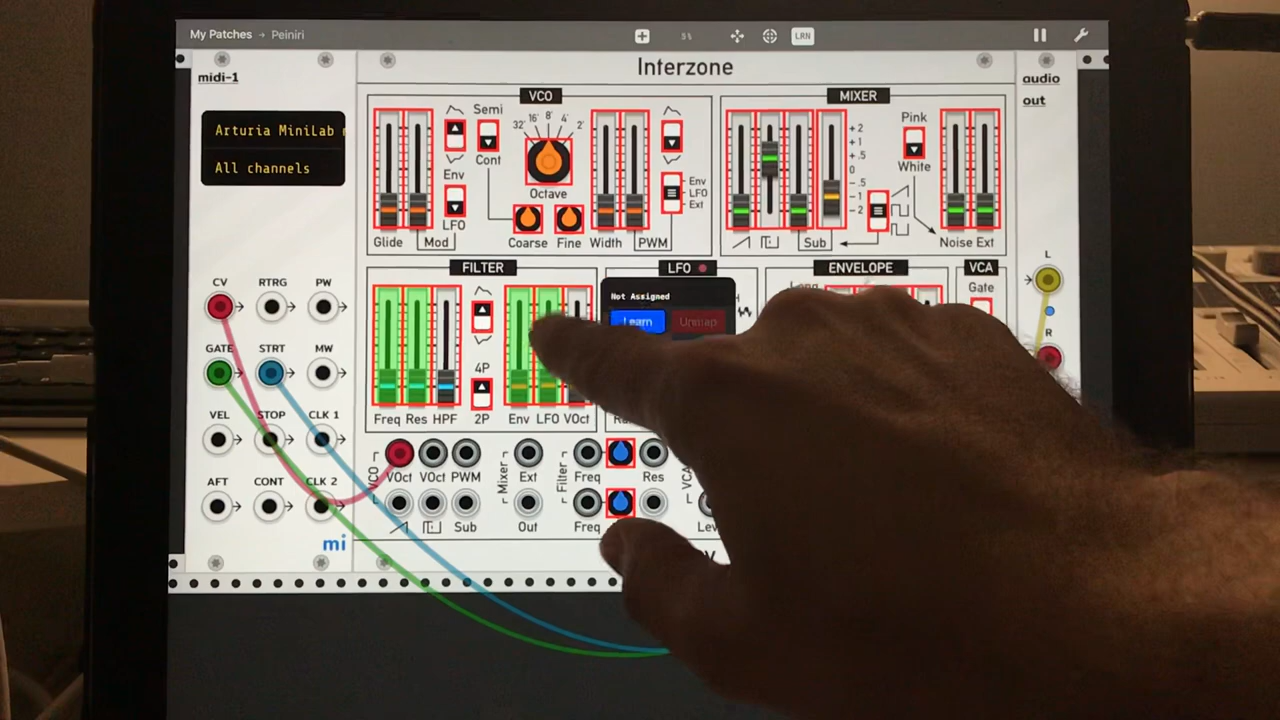 My Patches → Peiniri
5%
LRN
midi-1
Arturia MiniLab
All channels
CV
RTRG
PW
GATE
STRT
MW
VEL
STOP
CLK 1
AFT
CONT
CLK 2
mi
Interzone
VCO
Semi
Cont
32' 16' 8' 4' 2'
Octave
Env
LFO
Env
LFO
Ext
Glide
Mod
Coarse
Fine
Width
PWM
MIXER
+2
+1
+.5
0
-.5
-1
-2
Pink
White
Sub
Noise
Ext
FILTER
4P
2P
Freq
Res
HPF
Env
LFO
VOct
LFO
Not Assigned
Learn
Unmap
ENVELOPE
VCA
Gate
VCO
VOct
VOct
PWM
Sub
Mixer
Ext
Out
Filter
Freq
Res
Freq
VCA
audio
out
L
R